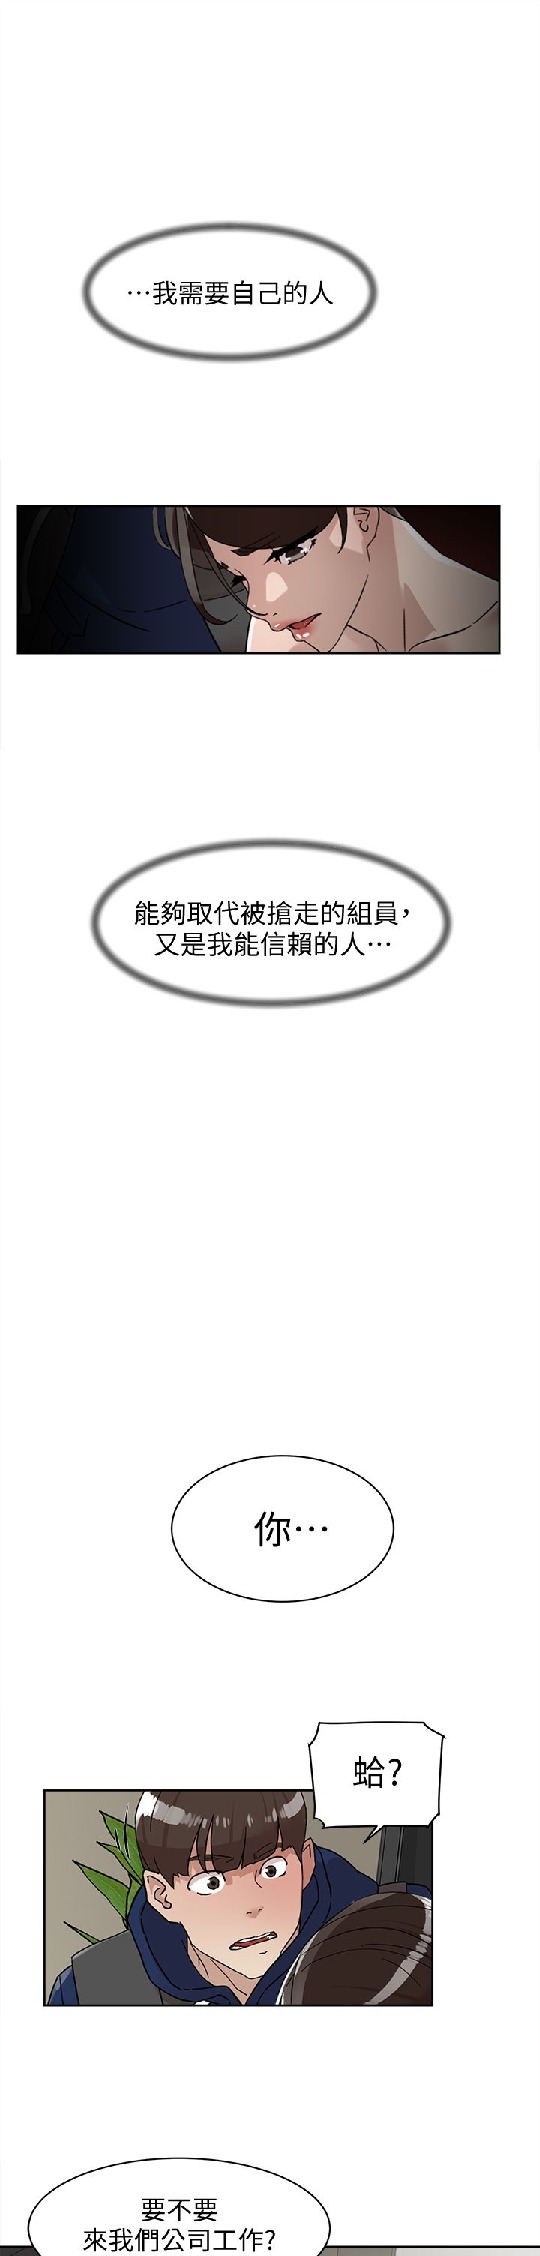 …我需要自己的人
能夠取代被搶走的組員，
又是我能信賴的人…
你…
蛤?
要不要
來我們公司工作?